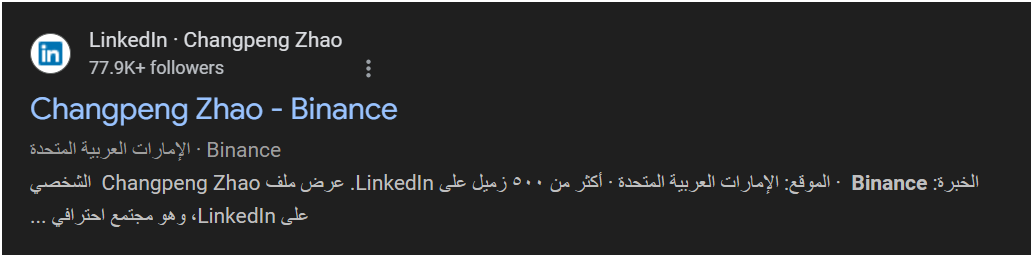 LinkedIn · Changpeng Zhao
77.9K+ followers
Changpeng Zhao - Binance
الإمارات العربية المتحدة · Binance
الخبرة: Binance · الموقع: الإمارات العربية المتحدة · أكثر من ٥٠٠ زميل على LinkedIn. عرض ملف Changpeng Zhao الشخصي
على LinkedIn، وهو مجتمع احترافي ...